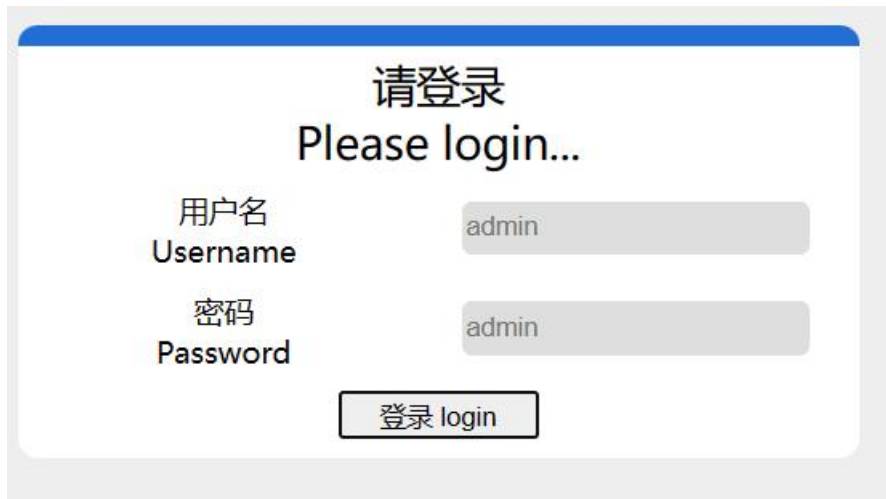 请登录
Please login...
用户名
Username
admin
密码
Password
admin
登录 login